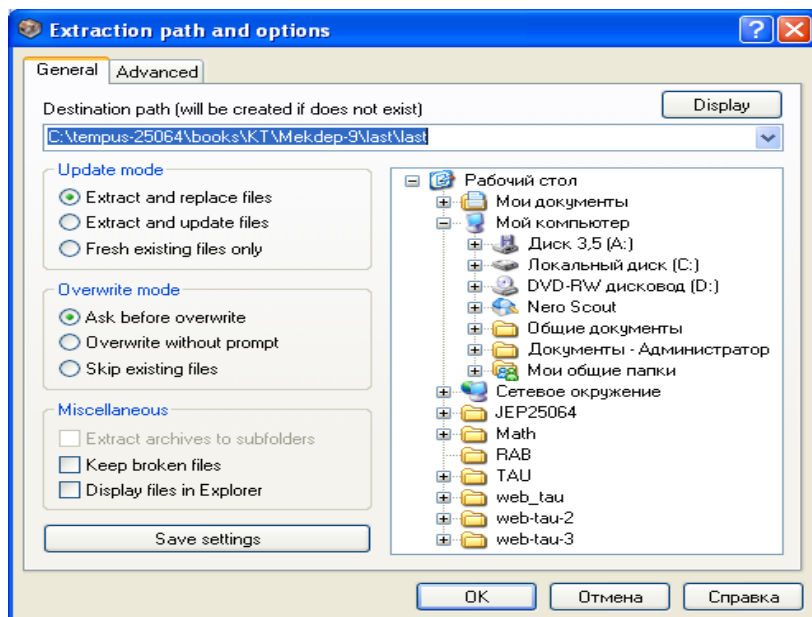 Extraction path and options
General
Advanced
Destination path (will be created if does not exist)
Display
C:\tempus-25064\books\KT\Mekdep-9\last\last
Update mode
Extract and replace files
Extract and update files
Fresh existing files only
Overwrite mode
Ask before overwrite
Overwrite without prompt
Skip existing files
Miscellaneous
Extract archives to subfolders
Keep broken files
Display files in Explorer
Save settings
Рабочий стол
Мои документы
Мой компьютер
Диск 3,5 (A:)
Локальный диск (C:)
DVD-RW дисковод (D:)
Nero Scout
Общие документы
Документы - Администратор
Мои общие папки
Сетевое окружение
JEP25064
Math
RAB
TAU
web_tau
web-tau-2
web-tau-3
OK
Отмена
Справка